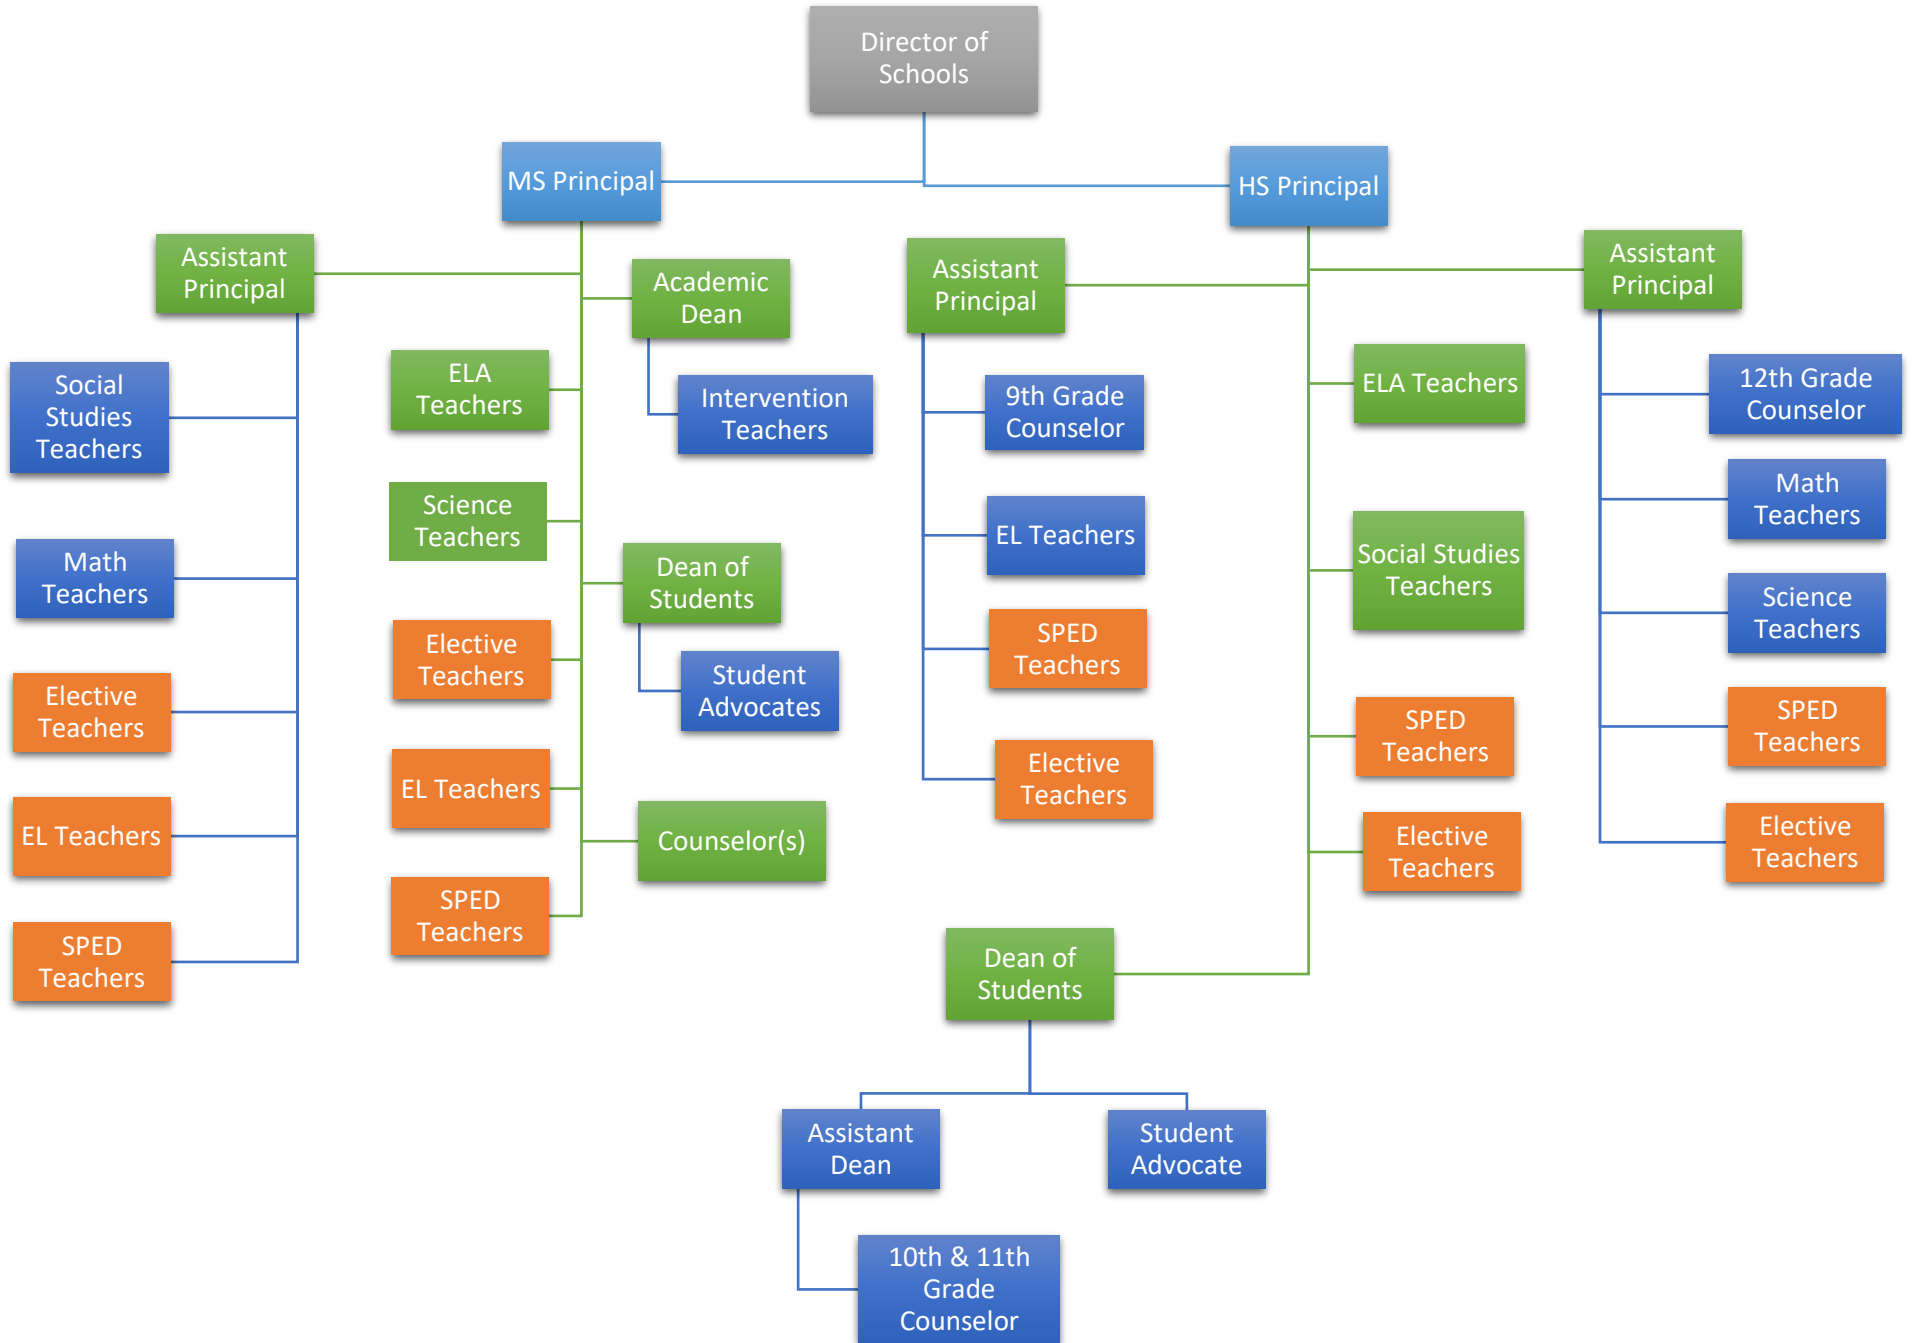 Director of
Schools
MS Principal
HS Principal
Assistant
Principal
Academic
Dean
Assistant
Principal
Assistant
Principal
Social
Studies
Teachers
ELA
Teachers
Intervention
Teachers
9th Grade
Counselor
ELA Teachers
12th Grade
Counselor
Math
Teachers
Science
Teachers
EL Teachers
Social Studies
Teachers
Math
Teachers
Dean of
Students
Science
Teachers
Elective
Teachers
Elective
Teachers
Student
Advocates
SPED
Teachers
SPED
Teachers
SPED
Teachers
EL Teachers
EL Teachers
Counselor(s)
Elective
Teachers
Elective
Teachers
Elective
Teachers
SPED
Teachers
SPED
Teachers
Dean of
Students
Assistant
Dean
Student
Advocate
10th & 11th
Grade
Counselor